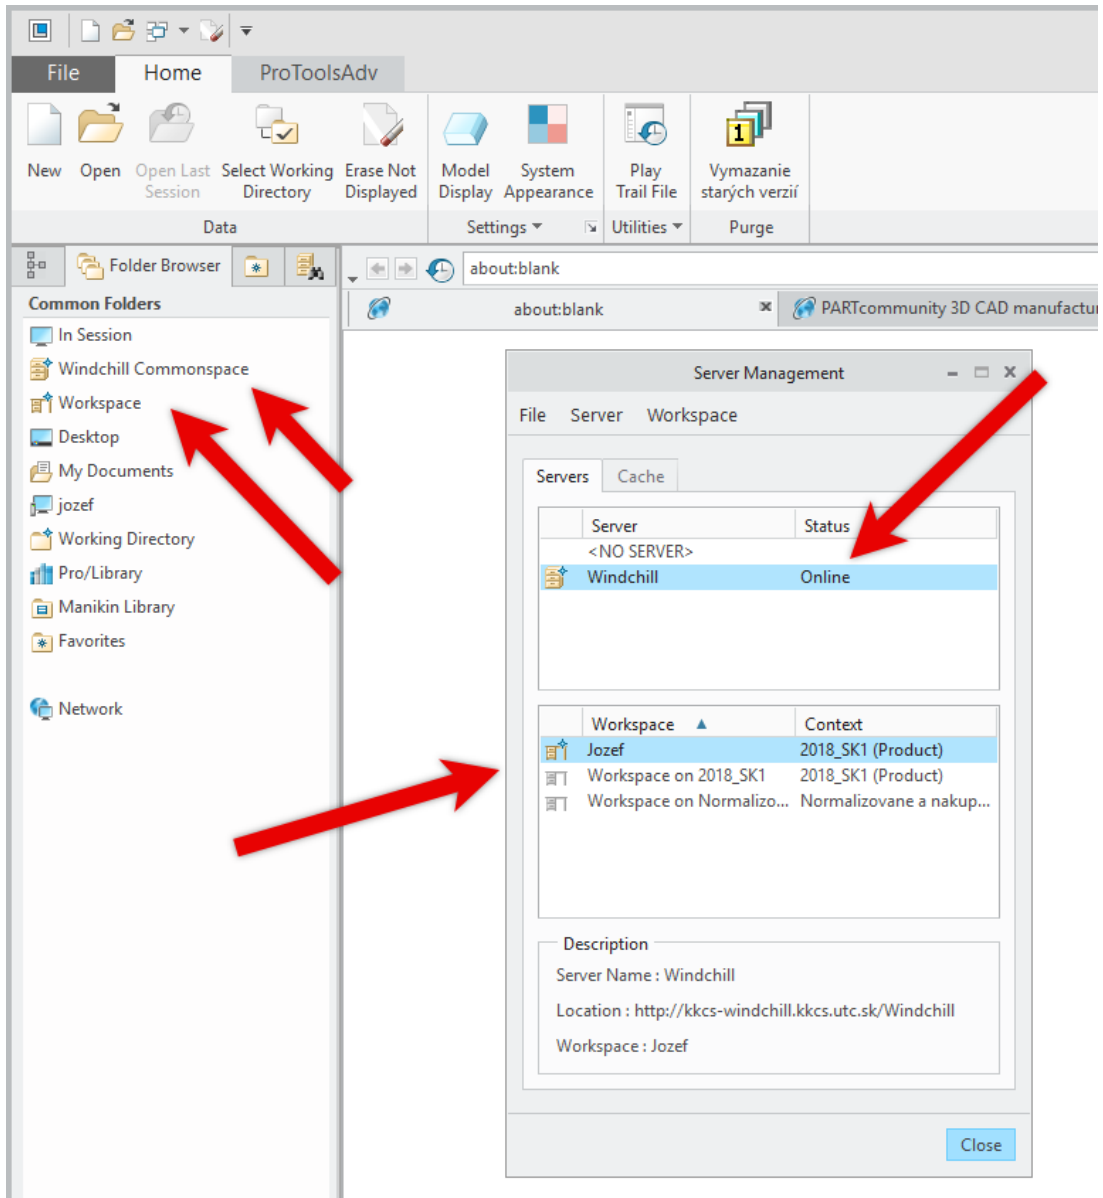 File Home ProToolsAdv
New Open Open Last Session Select Working Directory Erase Not Displayed Model Display System Appearance Play Trail File Vymazanie starých verzií
Data Settings Utilities Purge
Folder Browser
about:blank
Common Folders
about:blank PARTcommunity 3D CAD manufactu
In Session
Windchill Commonspace
Workspace
Desktop
My Documents
jozef
Working Directory
Pro/Library
Manikin Library
Favorites
Network
Server Management
File Server Workspace
Servers Cache
Server Status
<NO SERVER>
Windchill Online
Workspace Context
Jozef 2018_SK1 (Product)
Workspace on 2018_SK1 2018_SK1 (Product)
Workspace on Normalizo... Normalizovane a nakup...
Description
Server Name : Windchill
Location : http://kkcs-windchill.kkcs.utc.sk/Windchill
Workspace : Jozef
Close